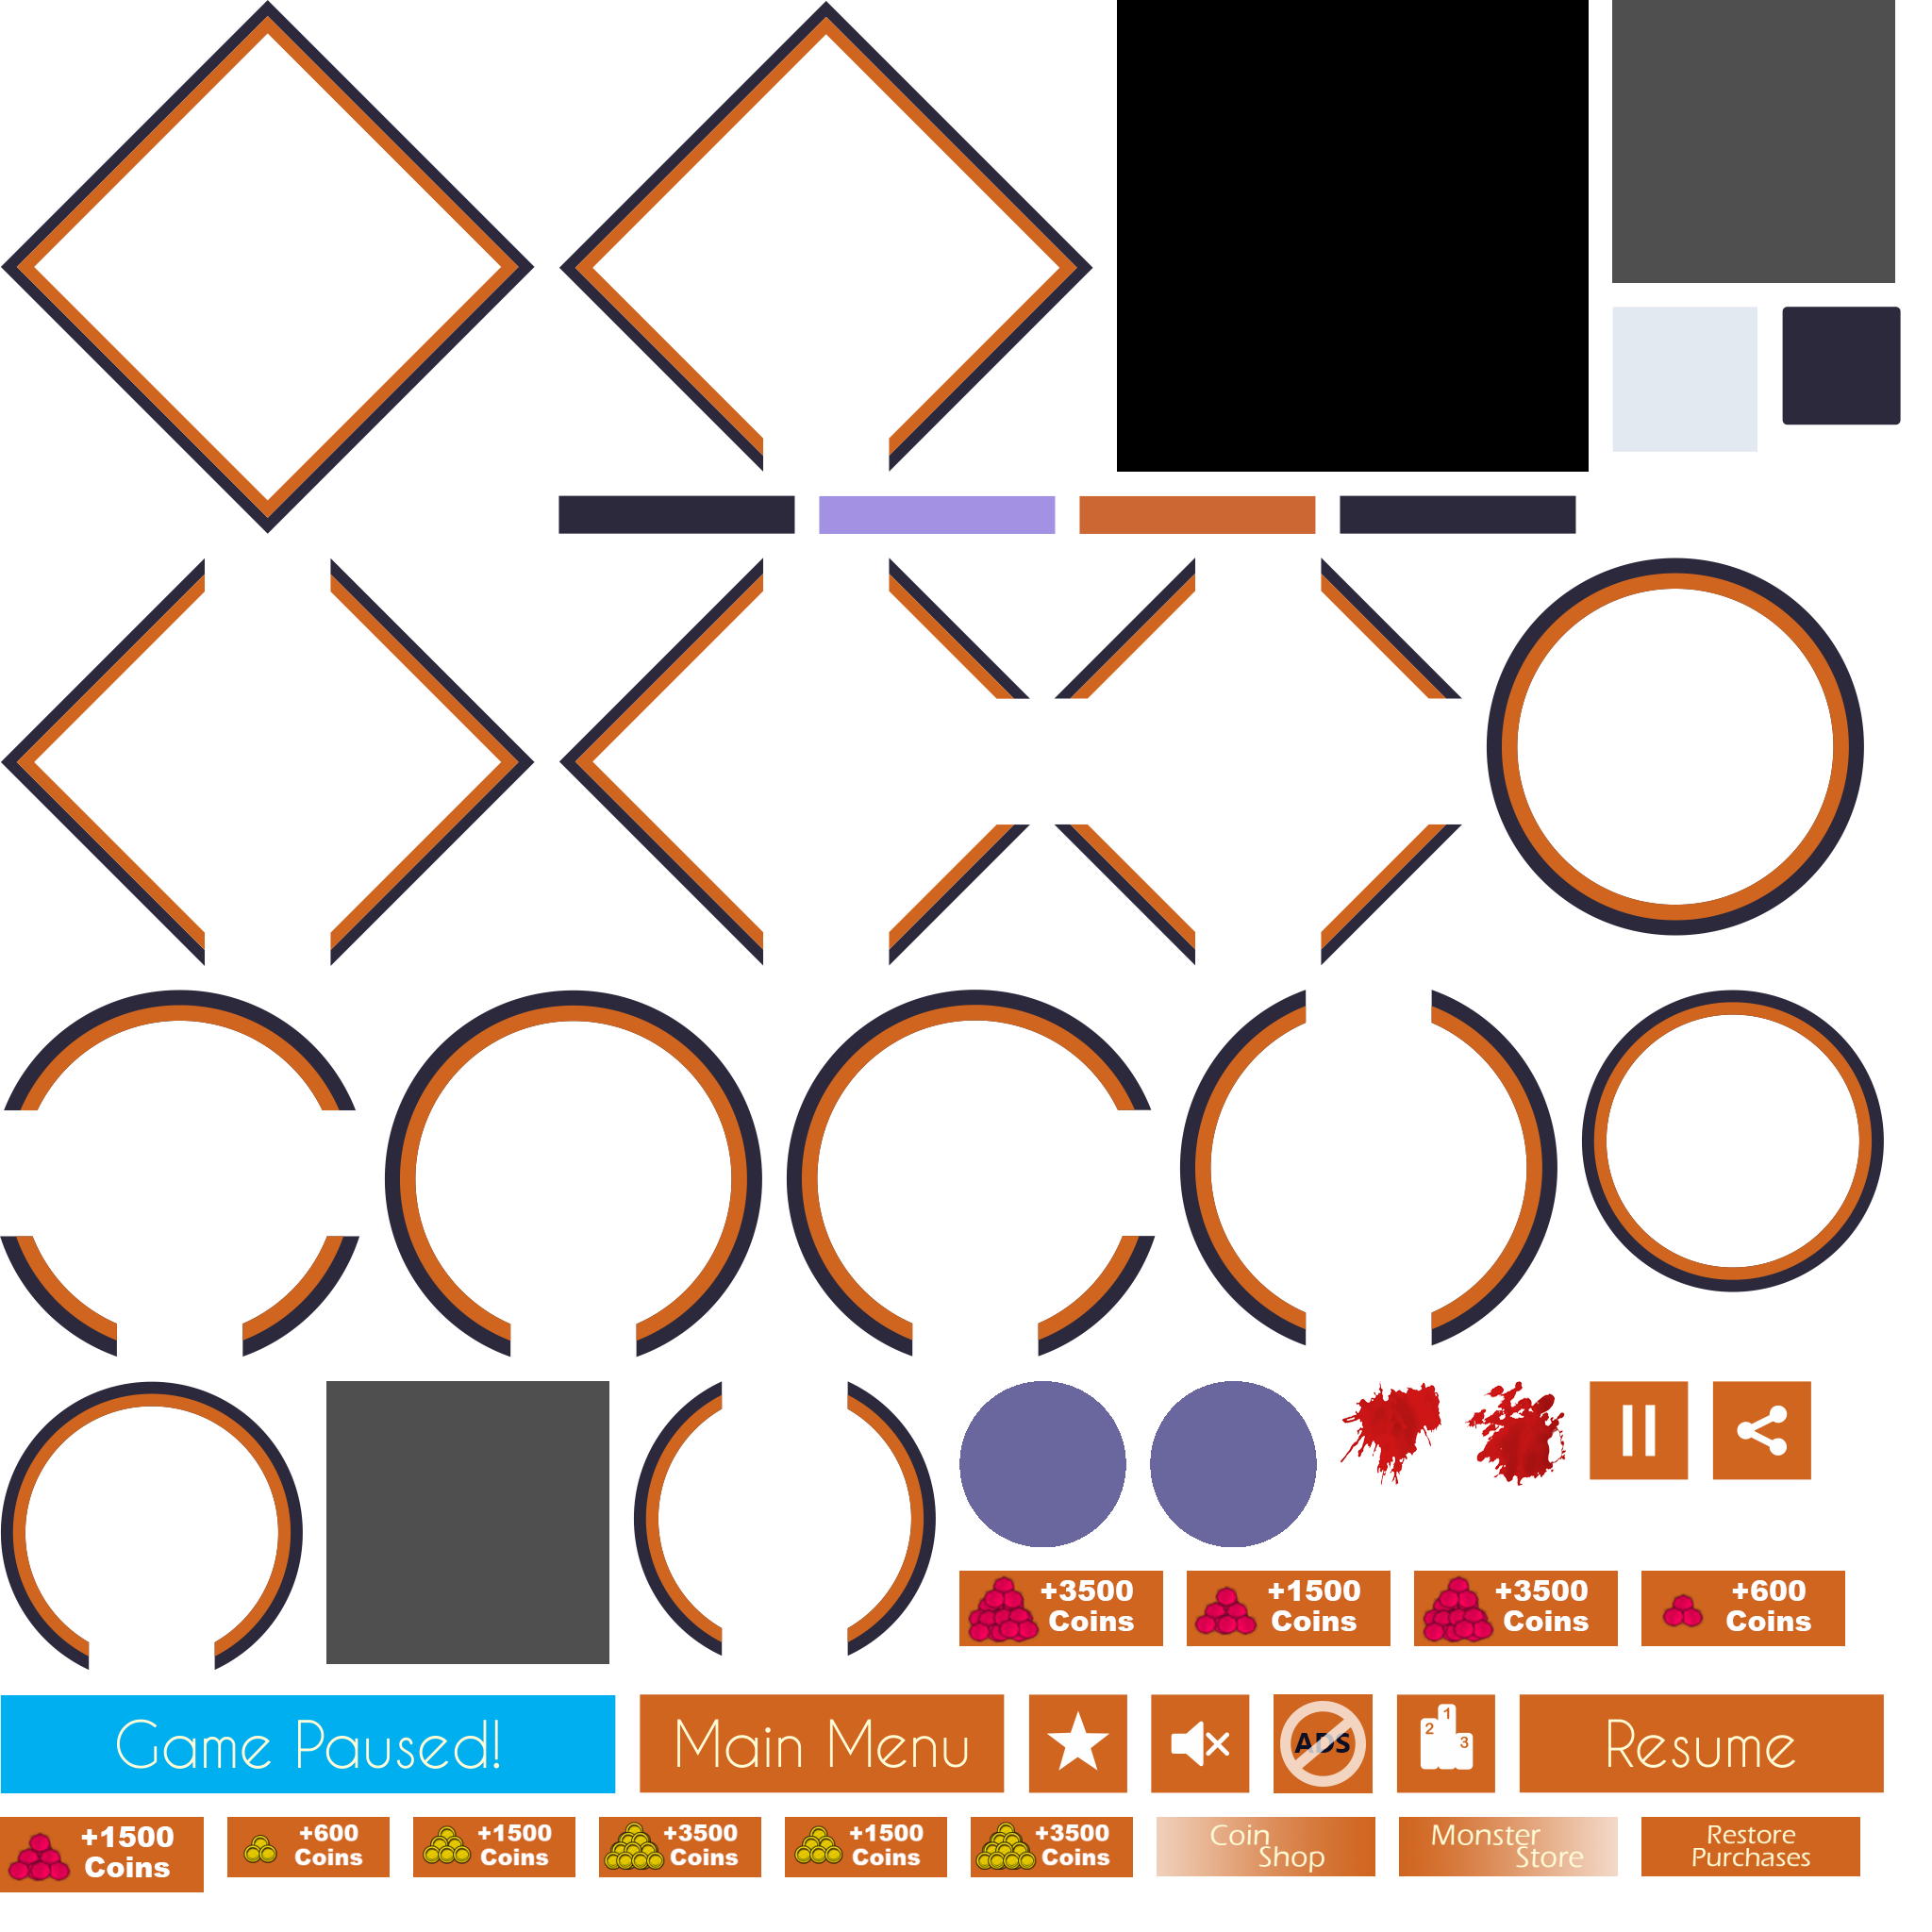 +3500
Coins
+1500
Coins
+3500
Coins
+600
Coins
Game Paused!
Main Menu
ADS
1
2
3
Resume
+1500
Coins
+600
Coins
+1500
Coins
+3500
Coins
+1500
Coins
+3500
Coins
Coin
Shop
Monster
Store
Restore
Purchases